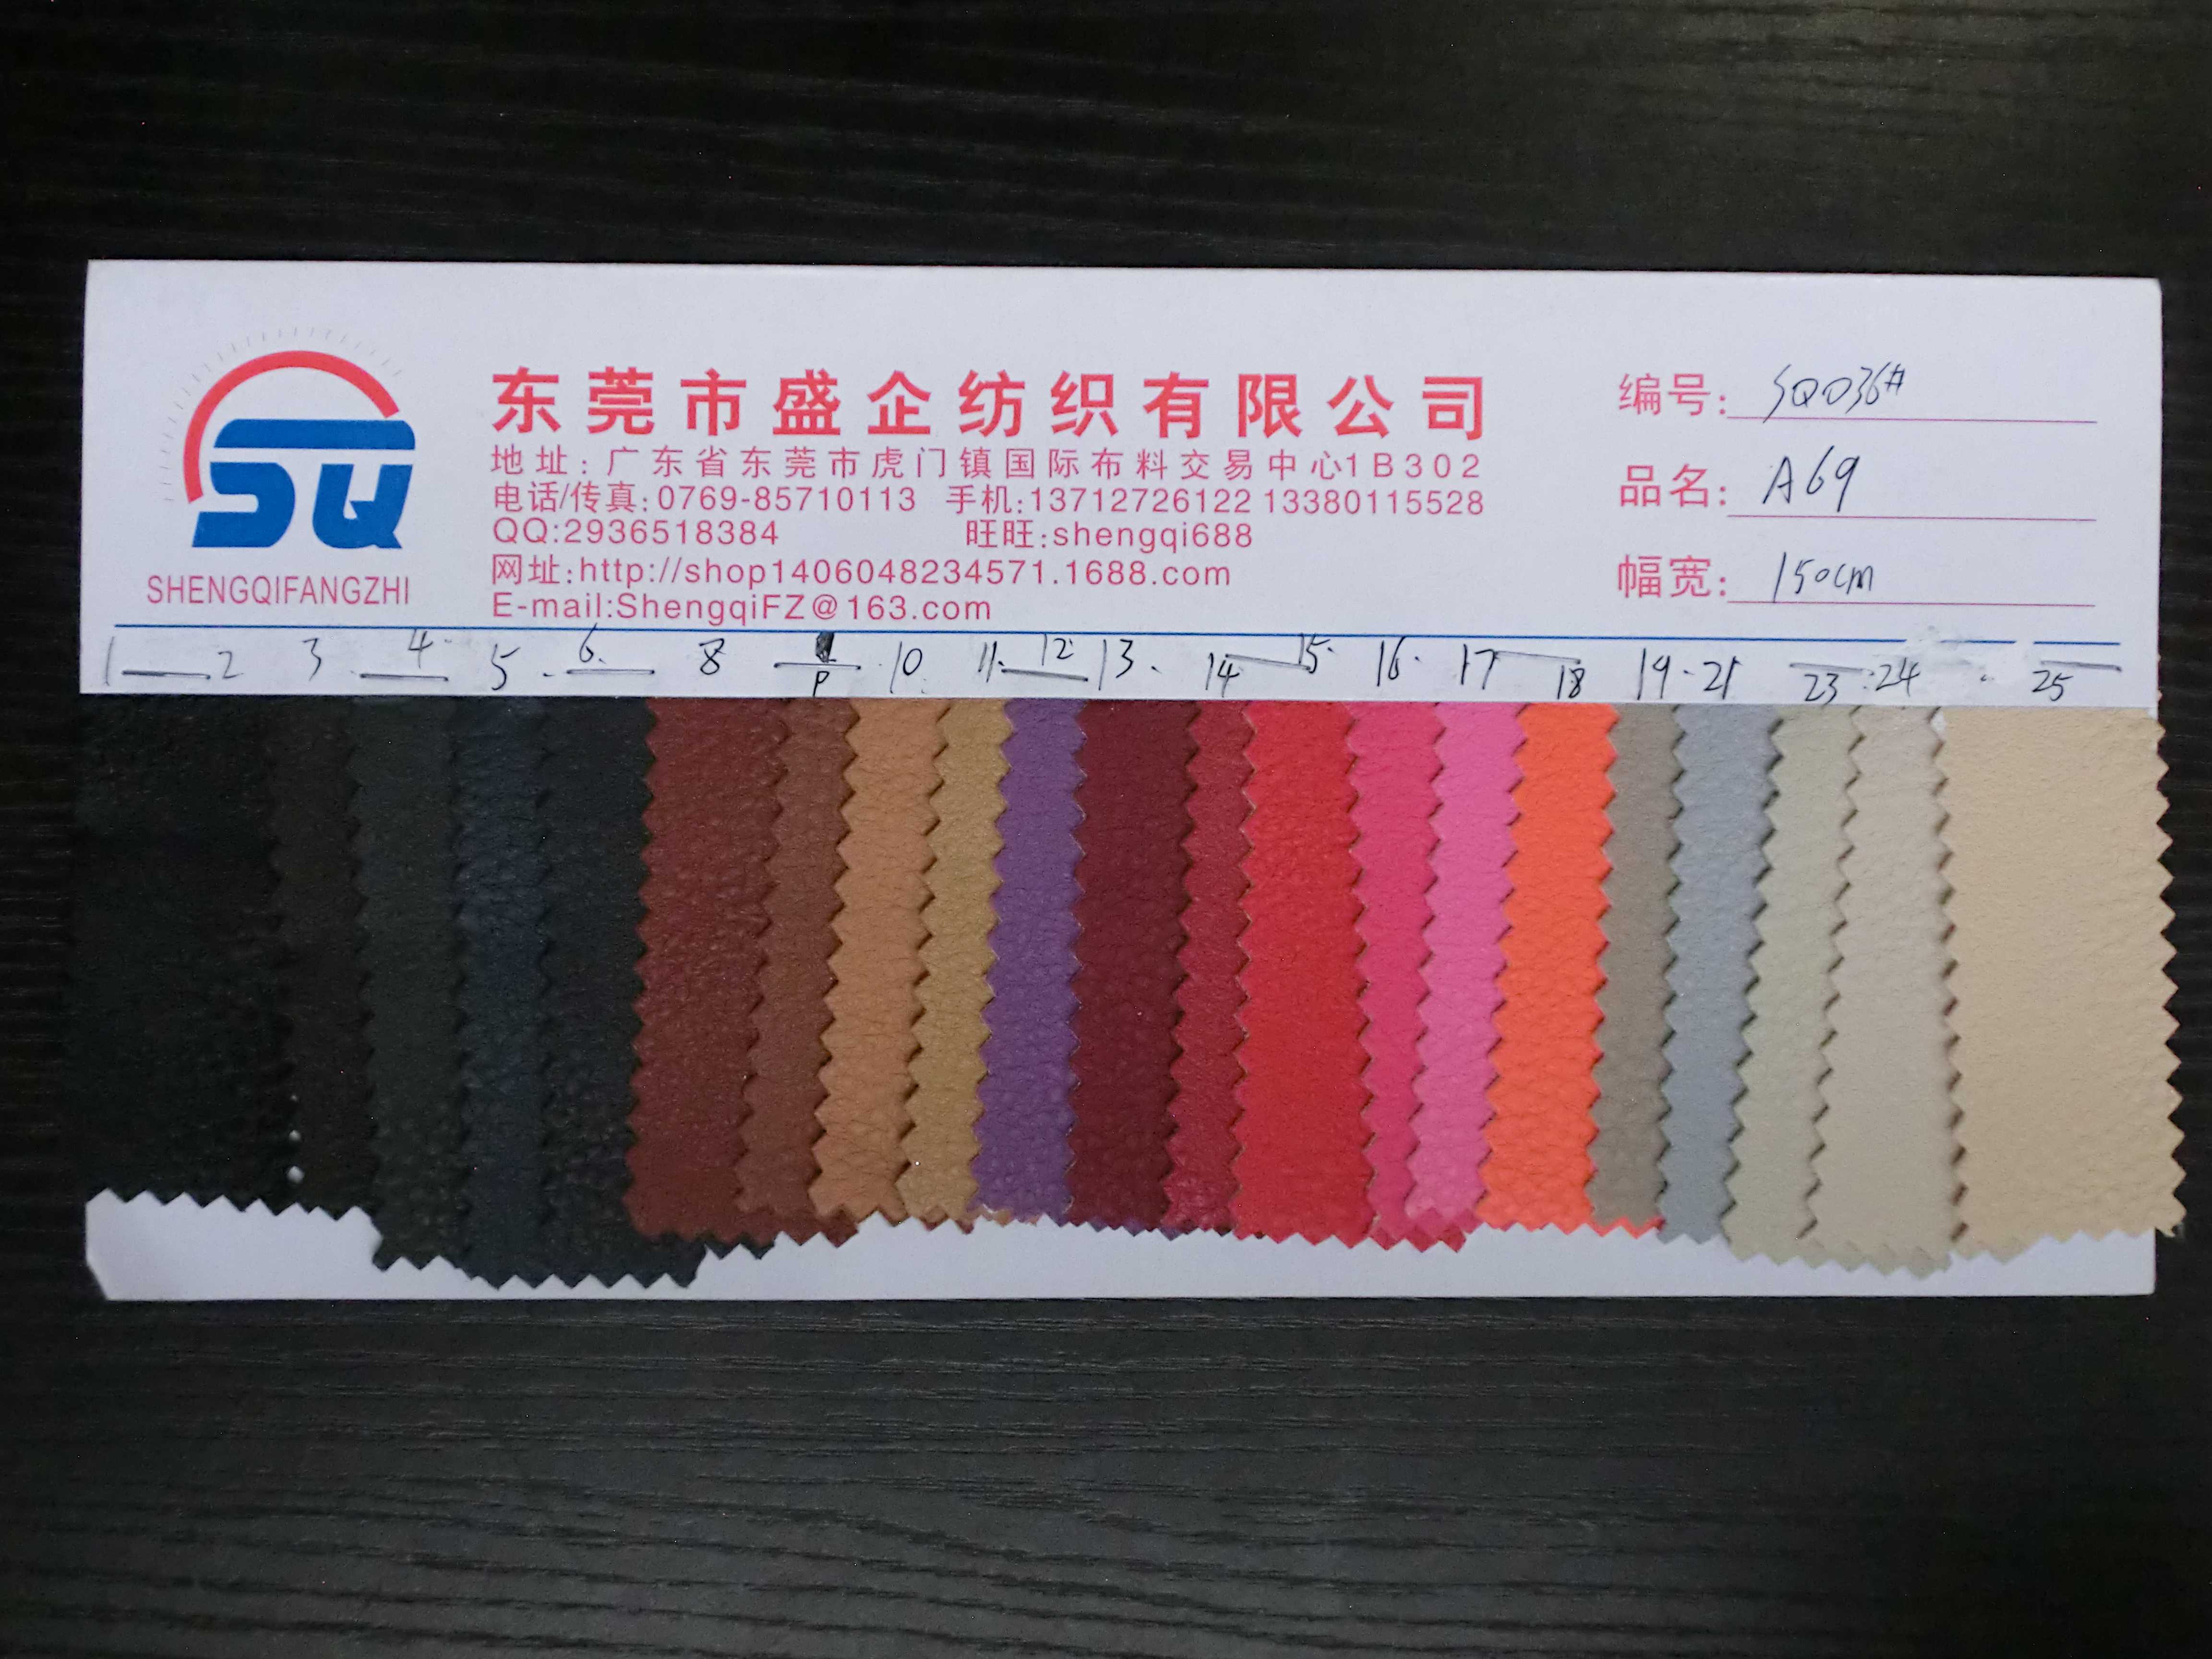 SQ
SHENGQIFANGZHI
东莞市盛企纺织有限公司
地址:广东省东莞市虎门镇国际布料交易中心1B302
电话/传真:0769-85710113 手机:13712726122 13380115528
QQ:2936518384 旺旺:shengqi688
网址:http://shop1406048234571.1688.com
E-mail:ShengqiFZ@163.com
编号: SQ036#
品名: A69
幅宽: 150cm
1 2 3 4 5 6 8 9 10 11 12 13 14 15 16 17 18 19 21 23 24 25